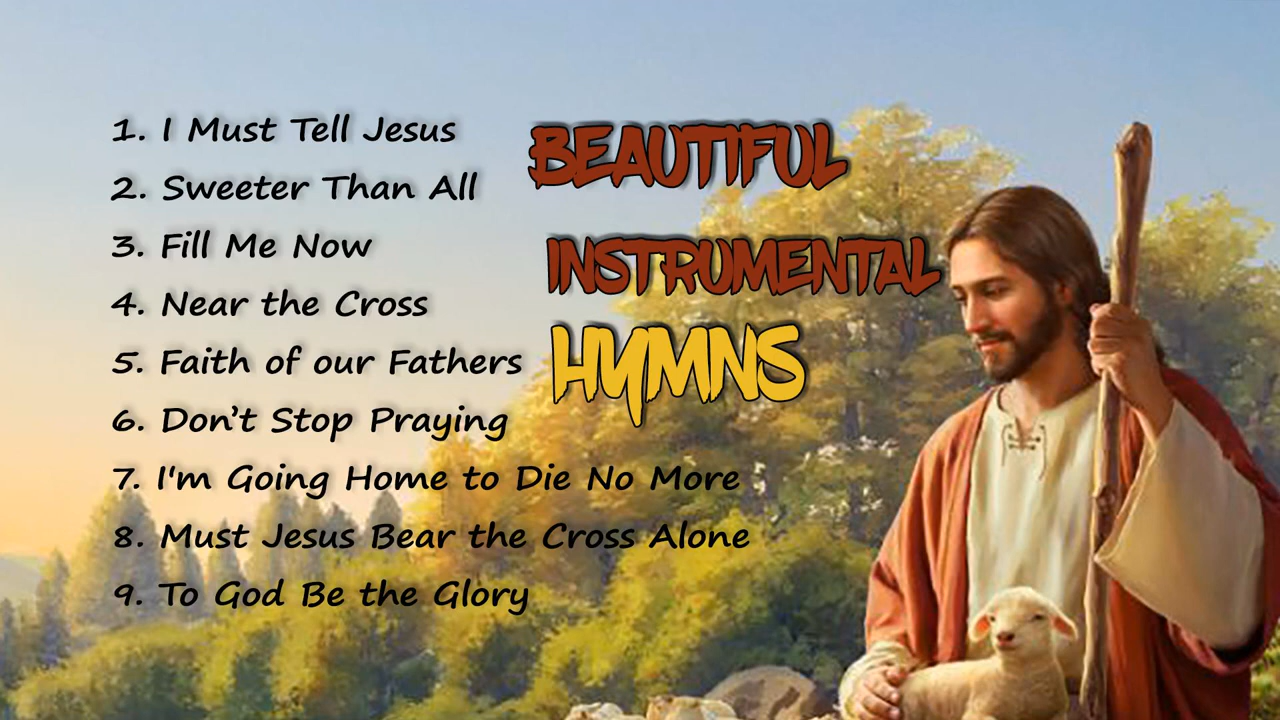 1. I Must Tell Jesus
2. Sweeter Than All
3. Fill Me Now
4. Near the Cross
5. Faith of our Fathers
6. Don’t Stop Praying
7. I'm Going Home to Die No More
8. Must Jesus Bear the Cross Alone
9. To God Be the Glory
BEAUTIFUL
INSTRUMENTAL
HYMNS